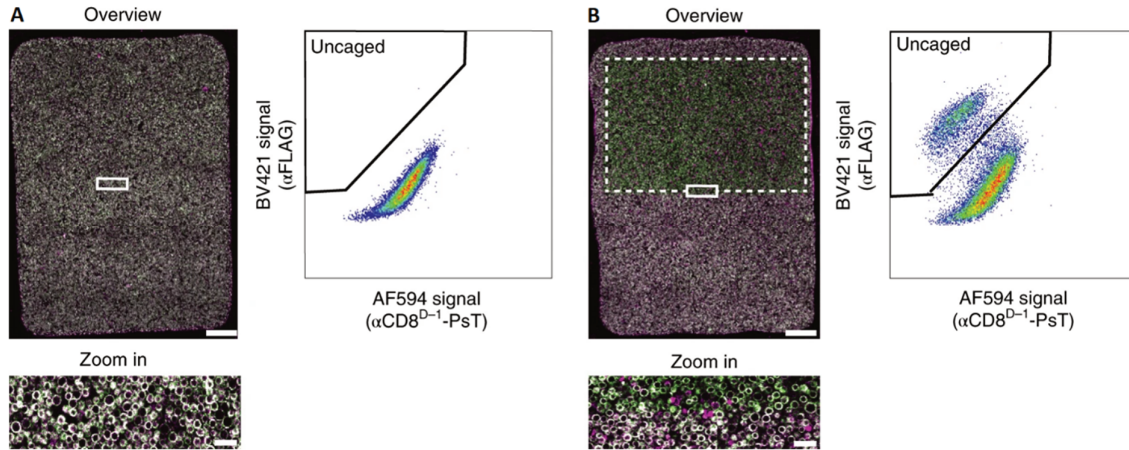 A
Overview
Uncaged
BV421 signal
(αFLAG)
AF594 signal
(αCD8ᴰ⁻¹-PsT)
Zoom in
B
Overview
Uncaged
BV421 signal
(αFLAG)
AF594 signal
(αCD8ᴰ⁻¹-PsT)
Zoom in